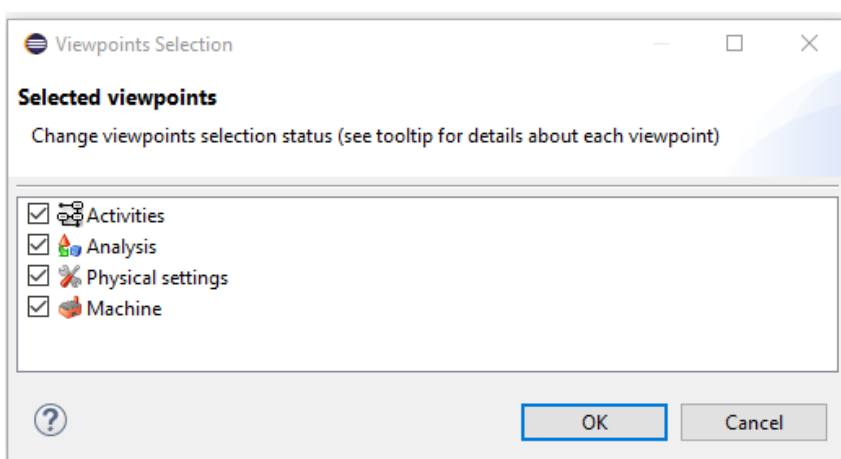 Viewpoints Selection
Selected viewpoints
Change viewpoints selection status (see tooltip for details about each viewpoint)
Activities
Analysis
Physical settings
Machine
?
OK
Cancel